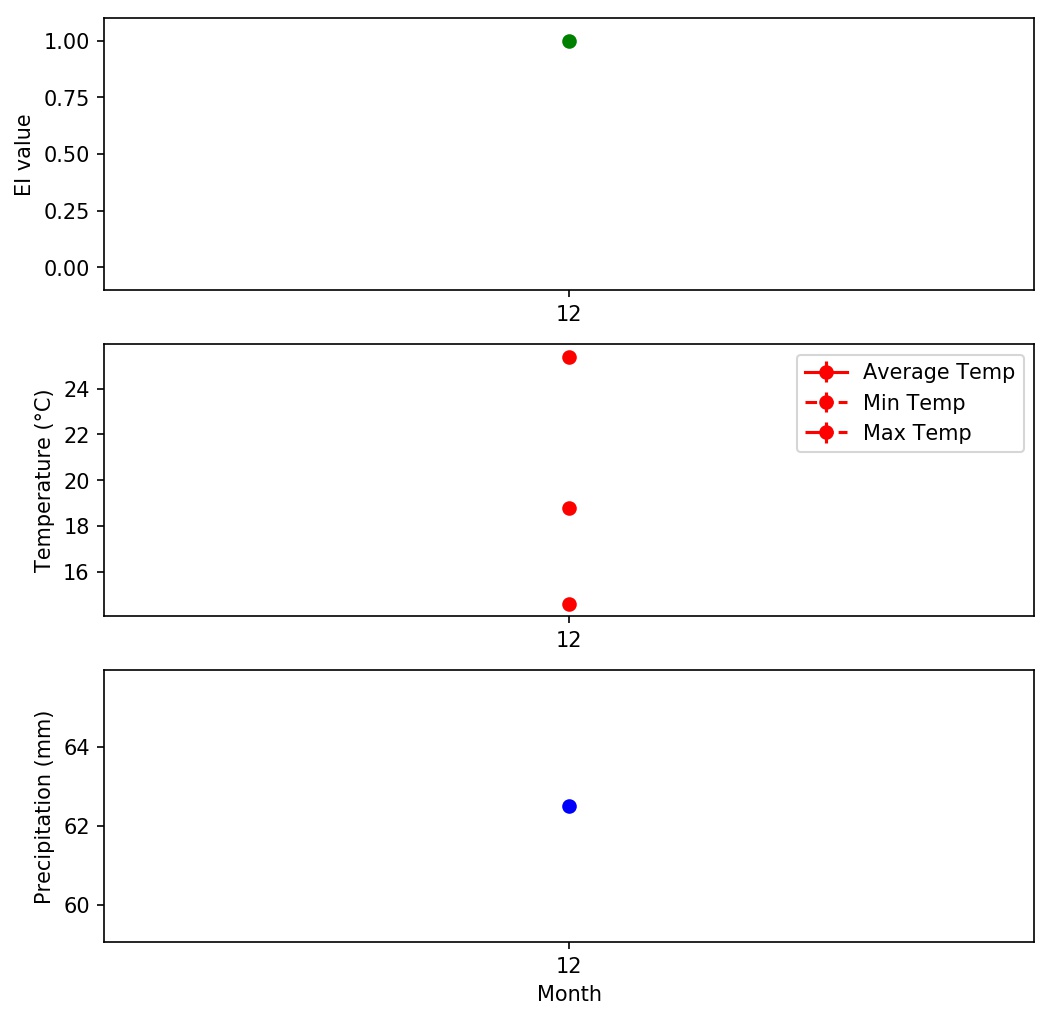 1.00
0.75
0.50
0.25
0.00
EI value
12
24
22
20
18
16
Temperature (°C)
Average Temp
Min Temp
Max Temp
12
64
62
60
Precipitation (mm)
12
Month